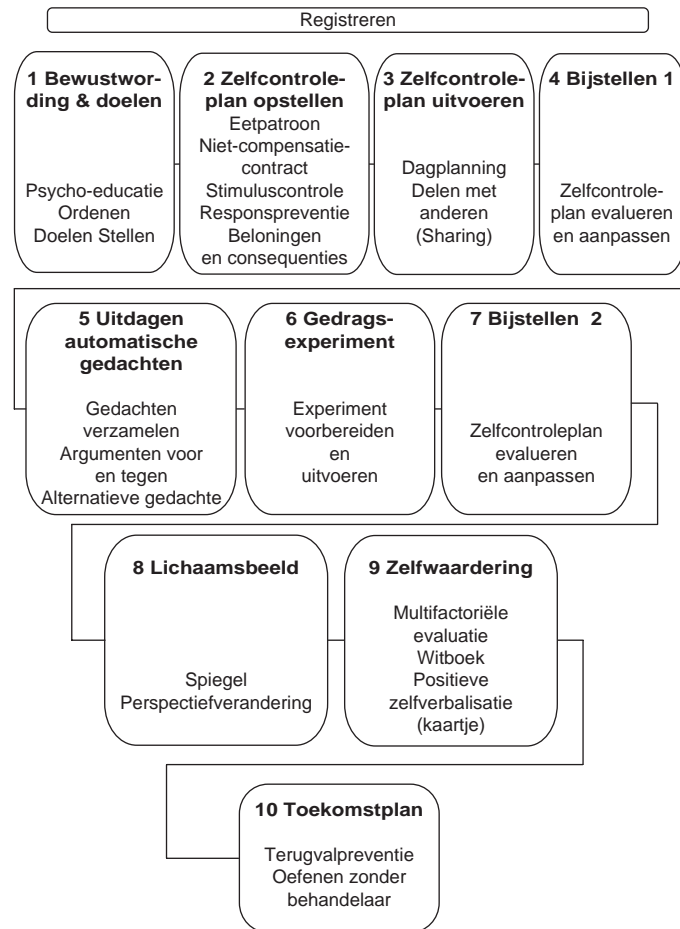 Registreren
1 Bewustwor-
ding & doelen
Psycho-educatie
Ordenen
Doelen Stellen
2 Zelfcontrole-
plan opstellen
Eetpatroon
Niet-compensatie-
contract
Stimuluscontrole
Responspreventie
Beloningen
en consequenties
3 Zelfcontrole-
plan uitvoeren
Dagplanning
Delen met
anderen
(Sharing)
4 Bijstellen 1
Zelfcontrole-
plan evalueren
en aanpassen
5 Uitdagen
automatische
gedachten
Gedachten
verzamelen
Argumenten voor
en tegen
Alternatieve gedachte
6 Gedrags-
experiment
Experiment
voorbereiden
en
uitvoeren
7 Bijstellen 2
Zelfcontroleplan
evalueren
en aanpassen
8 Lichaamsbeeld
Spiegel
Perspectiefverandering
9 Zelfwaardering
Multifactoriële
evaluatie
Witboek
Positieve
zelfverbalisatie
(kaartje)
10 Toekomstplan
Terugvalpreventie
Oefenen zonder
behandelaar